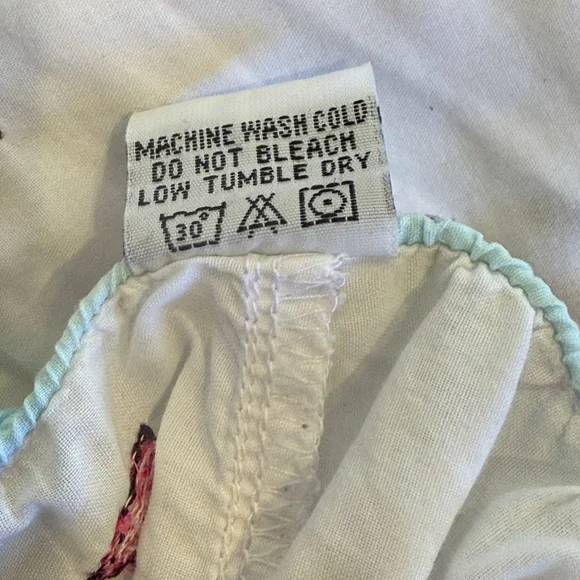 MACHINE WASH COLD
DO NOT BLEACH
LOW TUMBLE DRY
30°